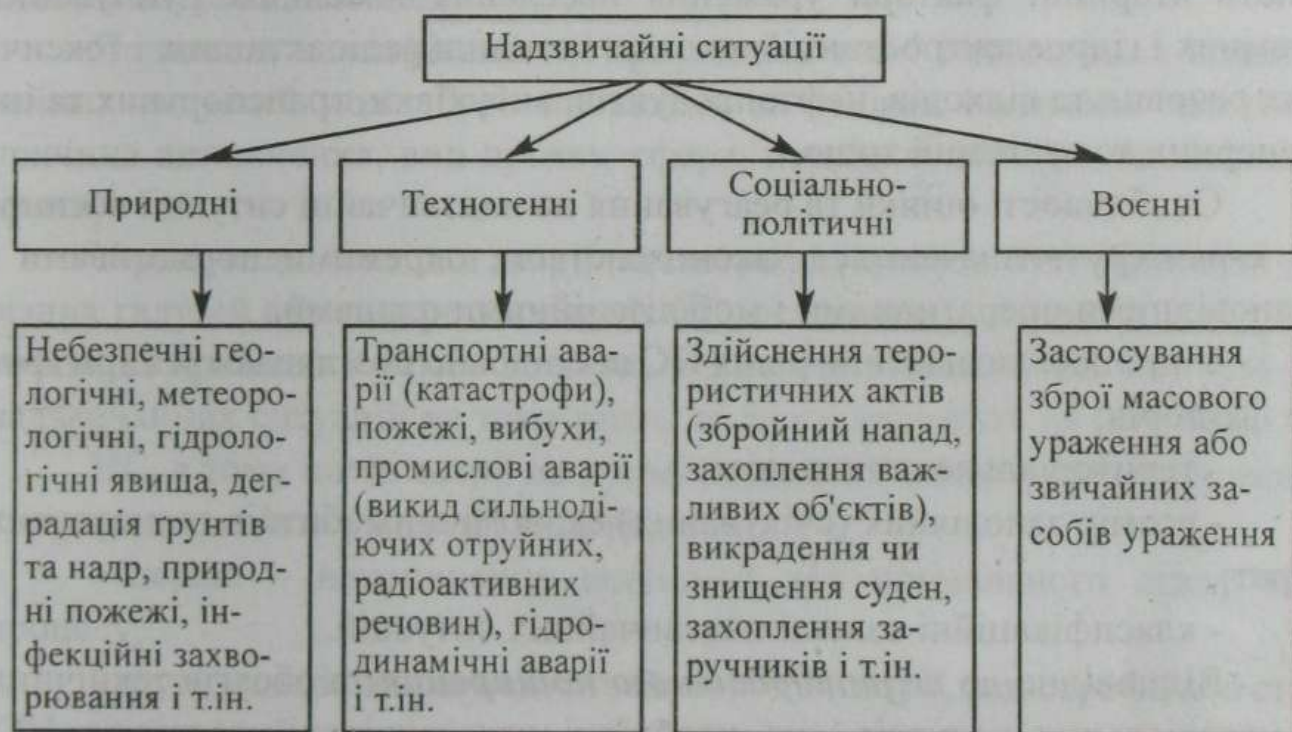 Надзвичайні ситуації
Природні
Техногенні
Соціально-
політичні
Воєнні
Небезпечні гео-
логічні, метеоро-
логічні, гідроло-
гічні явища, дег-
радація ґрунтів
та надр, природ-
ні пожежі, ін-
фекційні захво-
рювання і т.ін.
Транспортні ава-
рії (катастрофи),
пожежі, вибухи,
промислові аварії
(викид сильноді-
ючих отруйних,
радіоактивних
речовин), гідро-
динамічні аварії
і т.ін.
Здійснення теро-
ристичних актів
(збройний напад,
захоплення важ-
ливих об'єктів),
викрадення чи
знищення суден,
захоплення за-
ручників і т.ін.
Застосування
зброї масового
ураження або
звичайних за-
собів ураження